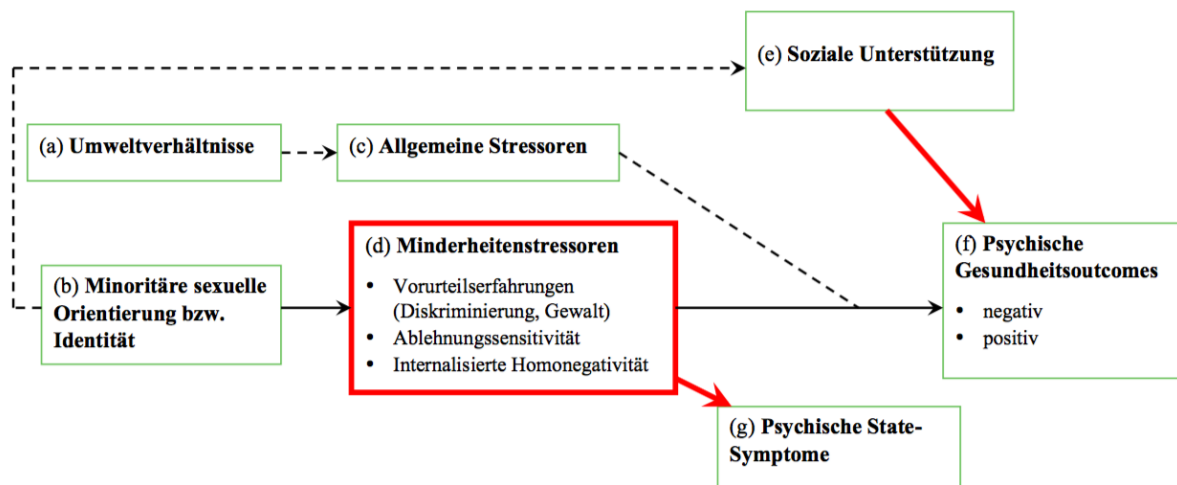 (e) Soziale Unterstützung
(a) Umweltverhältnisse
(c) Allgemeine Stressoren
(b) Minoritäre sexuelle
Orientierung bzw.
Identität
(d) Minderheitenstressoren
• Vorurteilserfahrungen
(Diskriminierung, Gewalt)
• Ablehnungssensitivität
• Internalisierte Homonegativität
(f) Psychische
Gesundheitsoutcomes
• negativ
• positiv
(g) Psychische State-
Symptome